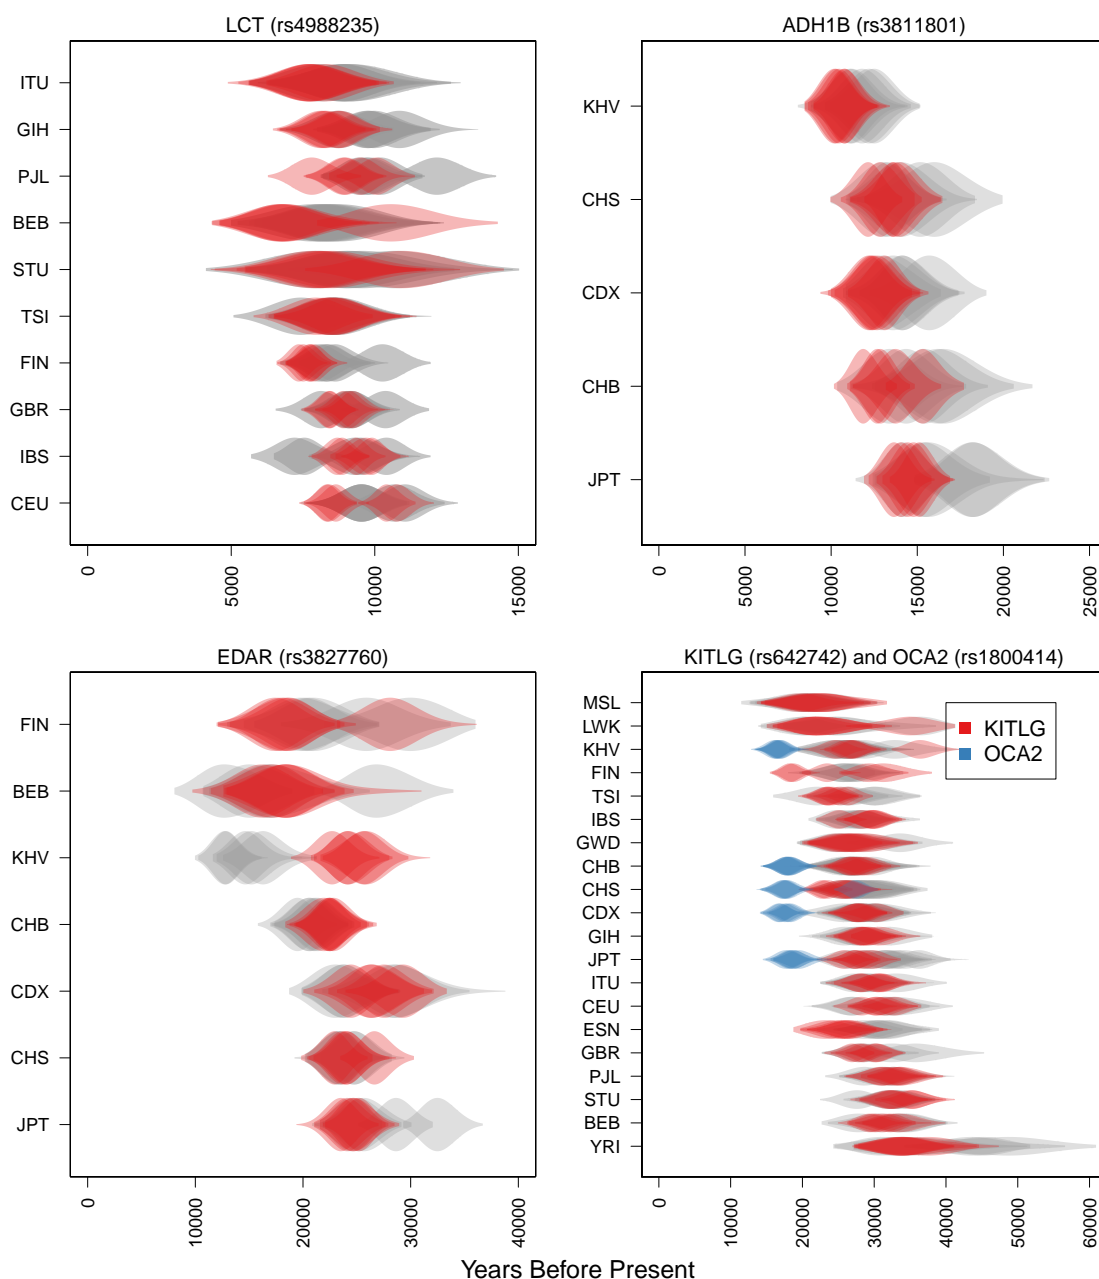 LCT (rs4988235)
ITU
GIH
PJL
BEB
STU
TSI
FIN
GBR
IBS
CEU
0 5000 10000 15000
ADH1B (rs3811801)
KHV
CHS
CDX
CHB
JPT
0 5000 10000 15000 20000 25000
EDAR (rs3827760)
FIN
BEB
KHV
CHB
CDX
CHS
JPT
0 10000 20000 30000 40000
KITLG (rs642742) and OCA2 (rs1800414)
MSL
LWK
KHV
FIN
TSI
IBS
GWD
CHB
CHS
CDX
GIH
JPT
ITU
CEU
ESN
GBR
PJL
STU
BEB
YRI
KITLG
OCA2
0 10000 20000 30000 40000 50000 60000
Years Before Present